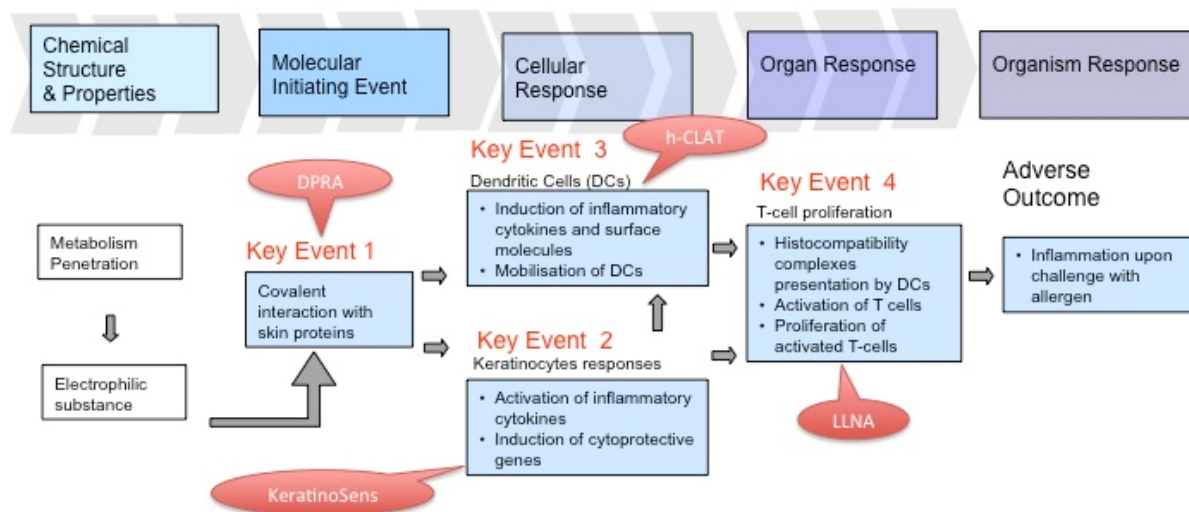 Chemical
Structure
& Properties
Molecular
Initiating Event
Cellular
Response
Organ Response
Organism Response
h-CLAT
DPRA
Key Event 3
Dendritic Cells (DCs)
• Induction of inflammatory
cytokines and surface
molecules
• Mobilisation of DCs
Key Event 4
T-cell proliferation
• Histocompatibility
complexes
presentation by DCs
• Activation of T cells
• Proliferation of
activated T-cells
Adverse
Outcome
• Inflammation upon
challenge with
allergen
Metabolism
Penetration
Key Event 1
Covalent
interaction with
skin proteins
Key Event 2
Keratinocytes responses
• Activation of inflammatory
cytokines
• Induction of cytoprotective
genes
Electrophilic
substance
LLNA
KeratinoSens